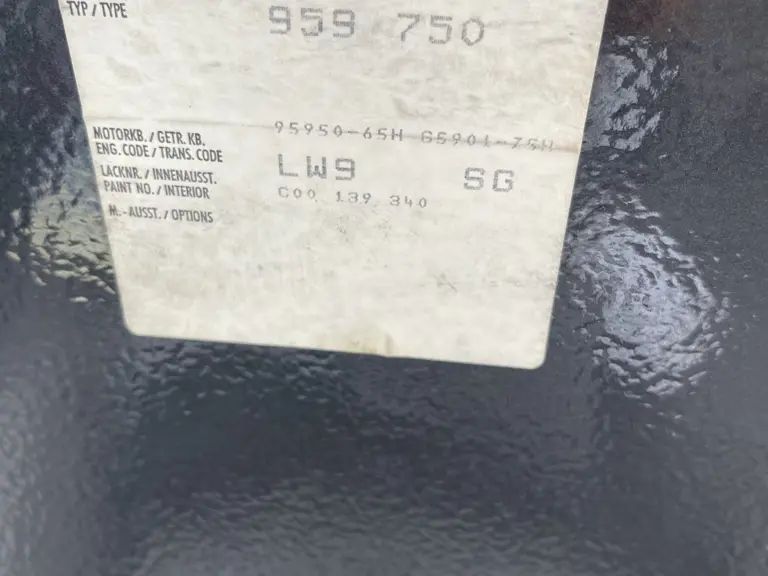 TYP / TYPE 959 750
MOTORKB. / GETR. KB. 95950-65H G5901-75H
ENG. CODE / TRANS. CODE
LACKNR. / INNENAUSST. LW9 SG
PAINT NO. / INTERIOR C00 139 340
M.-AUSST. / OPTIONS